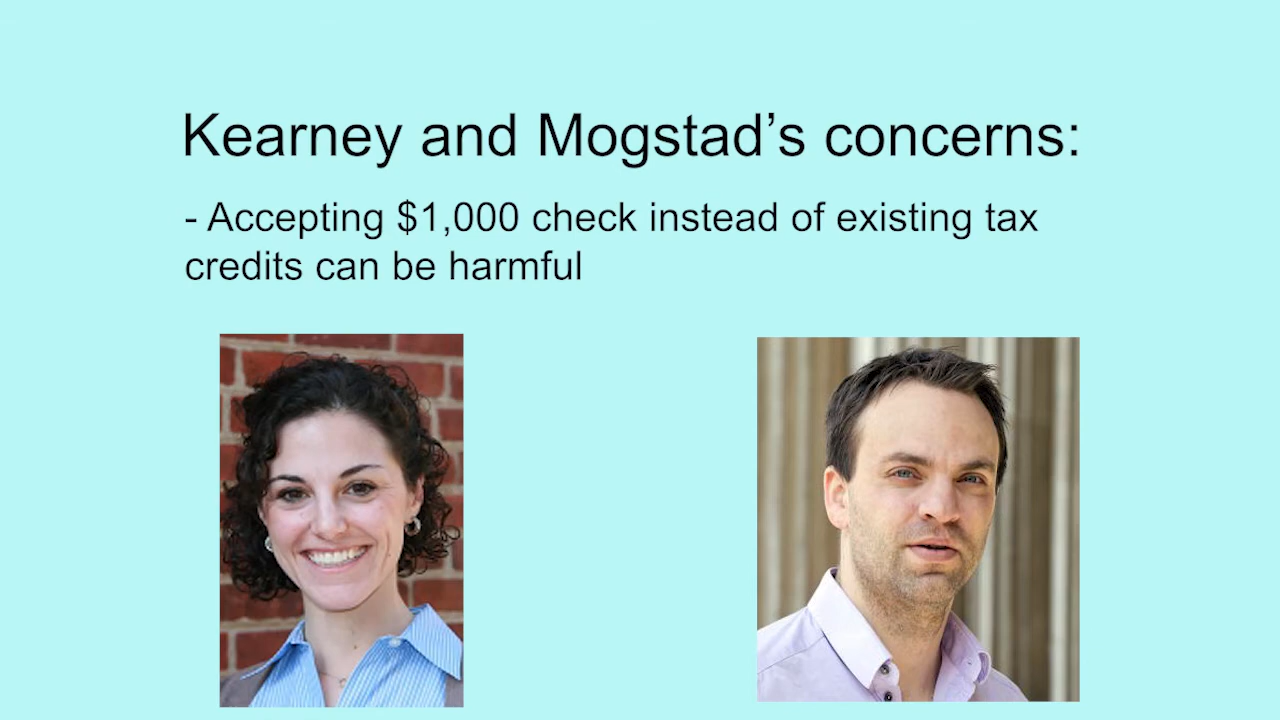 Kearney and Mogstad’s concerns:
- Accepting $1,000 check instead of existing tax
credits can be harmful